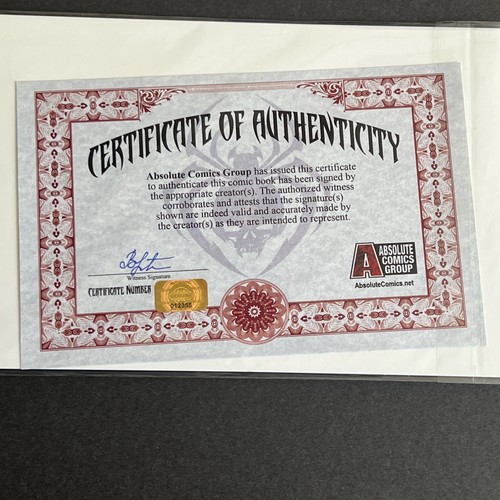 CERTIFICATE OF AUTHENTICITY
Absolute Comics Group has issued this certificate
to authenticate this comic book has been signed by
the appropriate creator(s). The authorized witness
corroborates and attests that the signature(s)
shown are indeed valid and accurately made by
the creator(s) as they are intended to represent.
Witness Signature
CERTIFICATE NUMBER
012355
A ABSOLUTE
COMICS
GROUP
AbsoluteComics.net